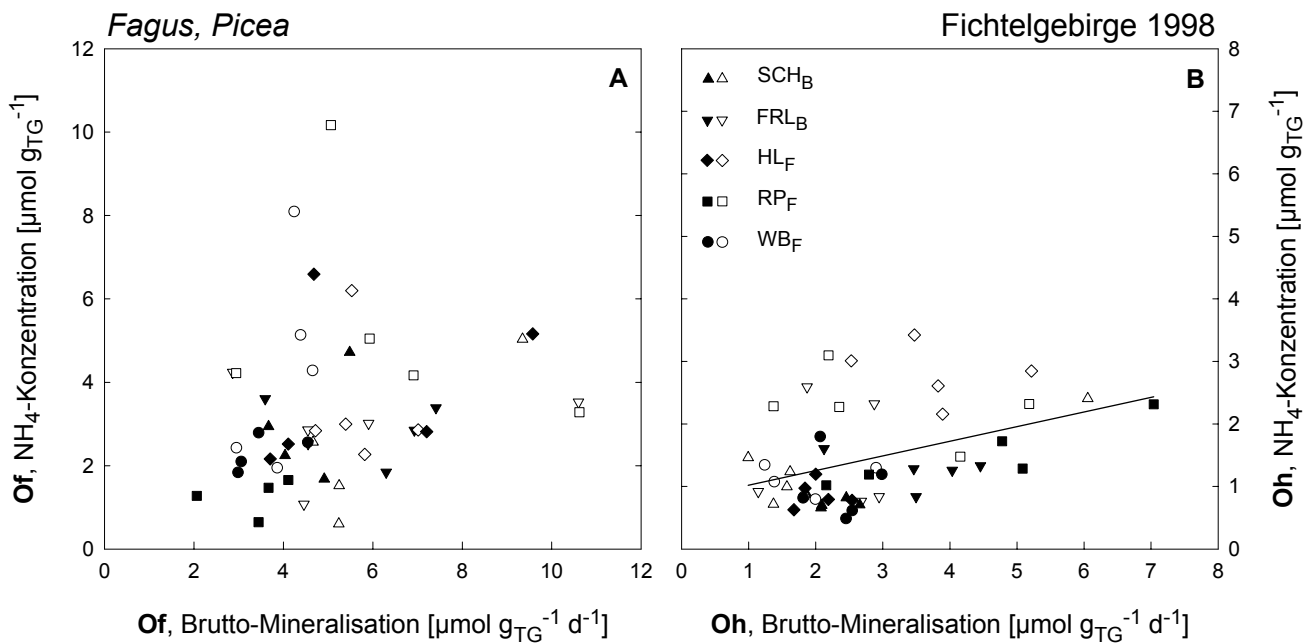 Fagus, Picea
Fichtelgebirge 1998
A
12
10
8
6
4
2
0
Of, NH4-Konzentration [µmol gTG-1]
0 2 4 6 8 10 12
Of, Brutto-Mineralisation [µmol gTG-1 d-1]
B
SCHB
FRLB
HLF
RPF
WBF
8
7
6
5
4
3
2
1
0
Oh, NH4-Konzentration [µmol gTG-1]
0 1 2 3 4 5 6 7 8
Oh, Brutto-Mineralisation [µmol gTG-1 d-1]